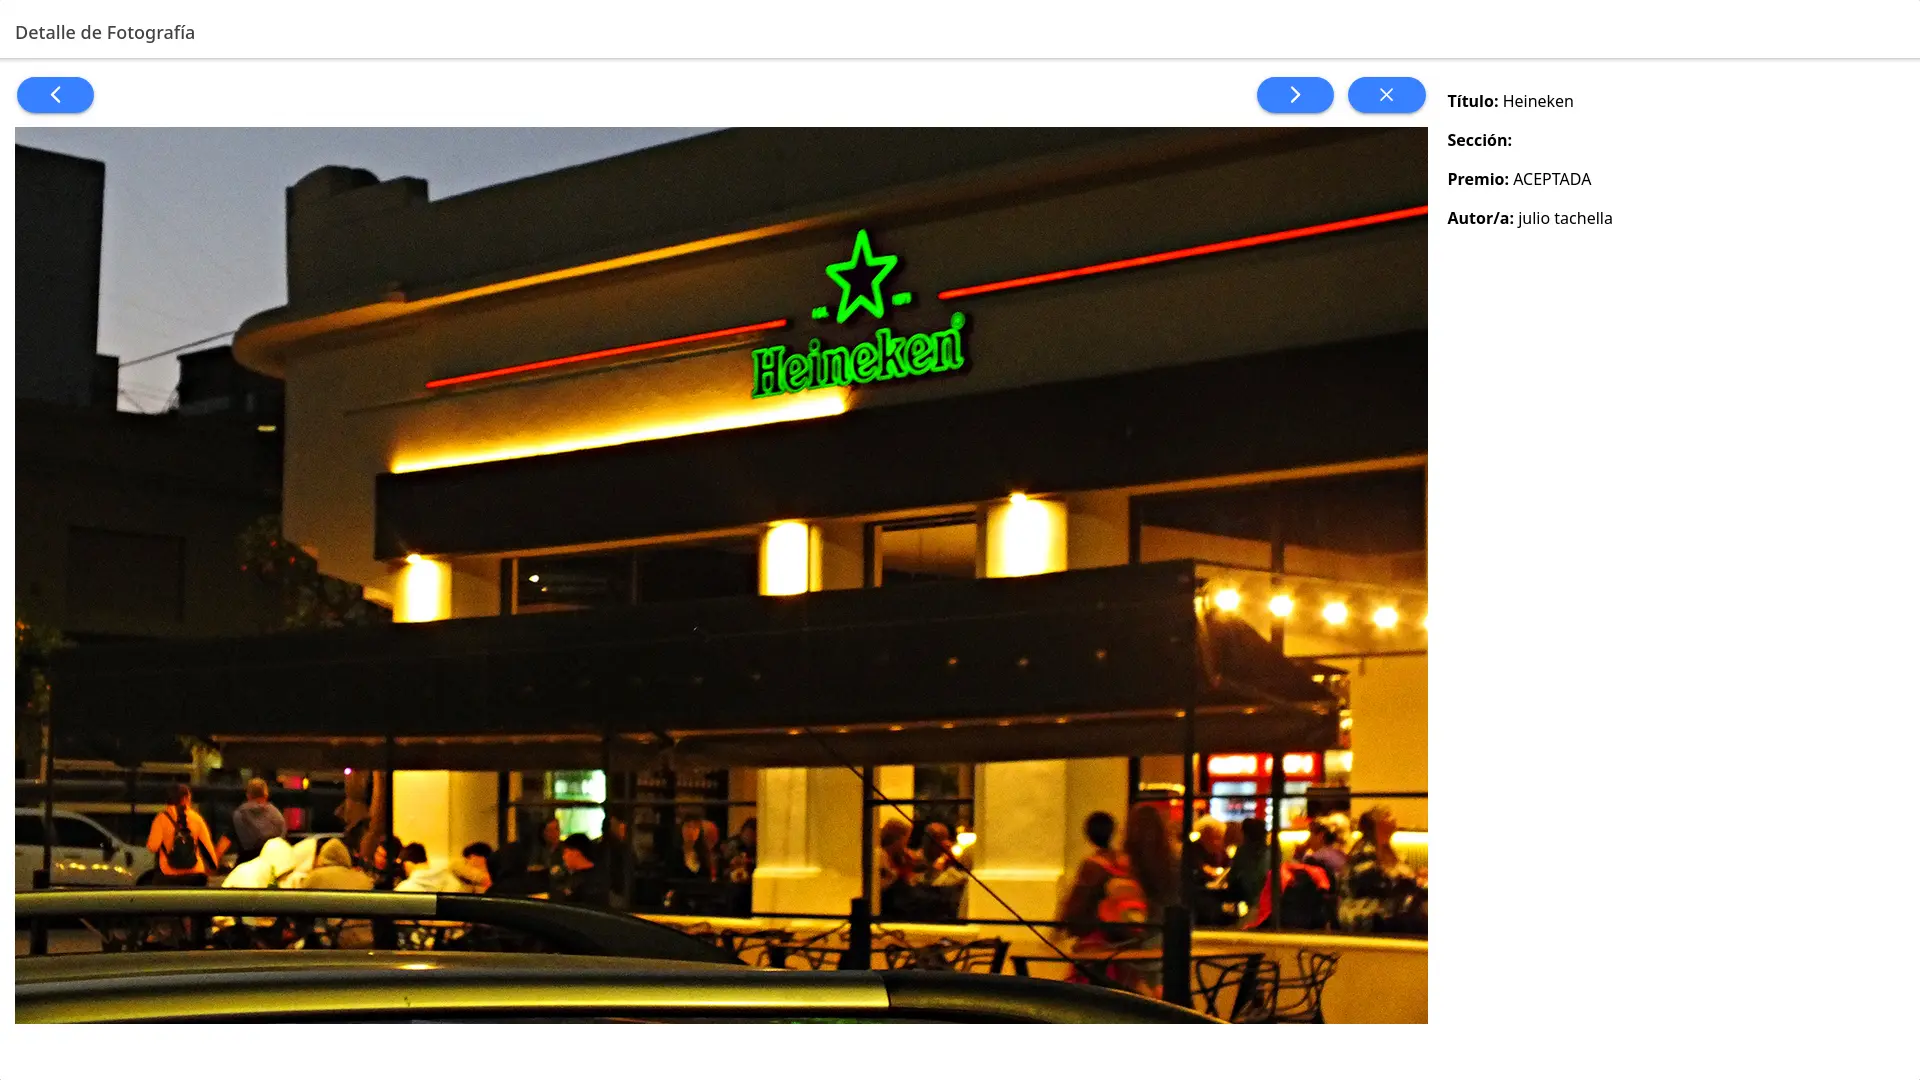 Detalle de Fotografía
Título: Heineken
Sección:
Premio: ACEPTADA
Autor/a: julio tachella
Heineken